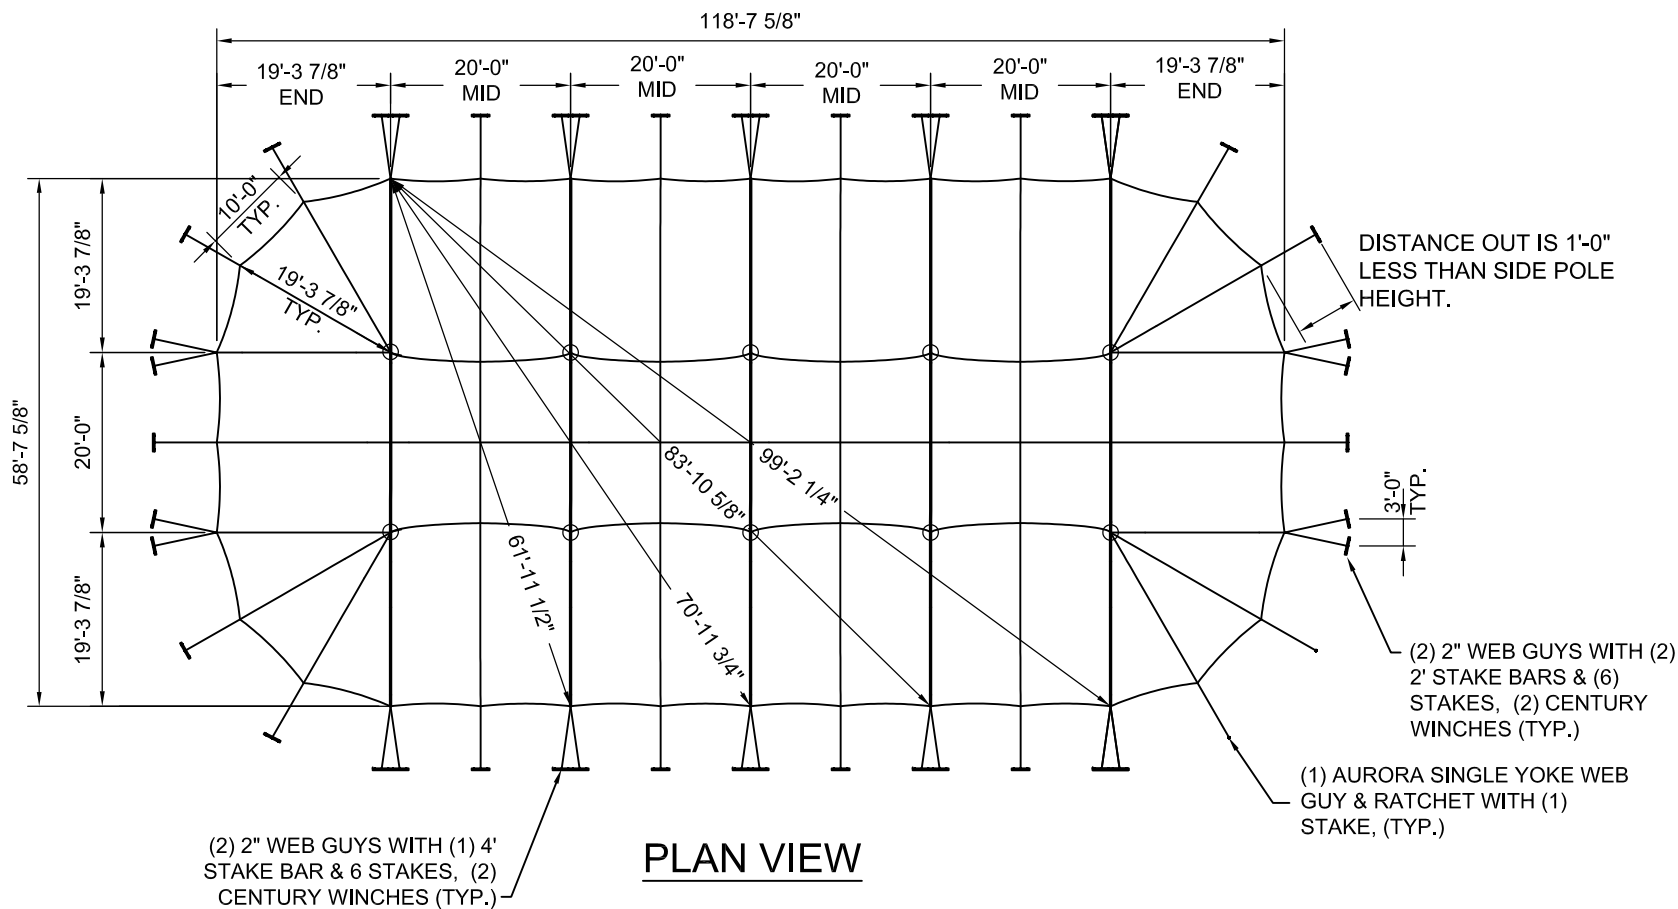 118'-7 5/8"
19'-3 7/8"
END
20'-0"
MID
20'-0"
MID
20'-0"
MID
20'-0"
MID
19'-3 7/8"
END
10'-0"
TYP.
19'-3 7/8"
TYP.
19'-3 7/8"
20'-0"
19'-3 7/8"
58'-7 5/8"
DISTANCE OUT IS 1'-0"
LESS THAN SIDE POLE
HEIGHT.
61'-11 1/2"
70'-11 3/4"
83'-10 5/8"
99'-2 1/4"
3'-0"
TYP.
(2) 2" WEB GUYS WITH (2)
2' STAKE BARS & (6)
STAKES, (2) CENTURY
WINCHES (TYP.)
(1) AURORA SINGLE YOKE WEB
GUY & RATCHET WITH (1)
STAKE, (TYP.)
(2) 2" WEB GUYS WITH (1) 4'
STAKE BAR & 6 STAKES, (2)
CENTURY WINCHES (TYP.)
PLAN VIEW